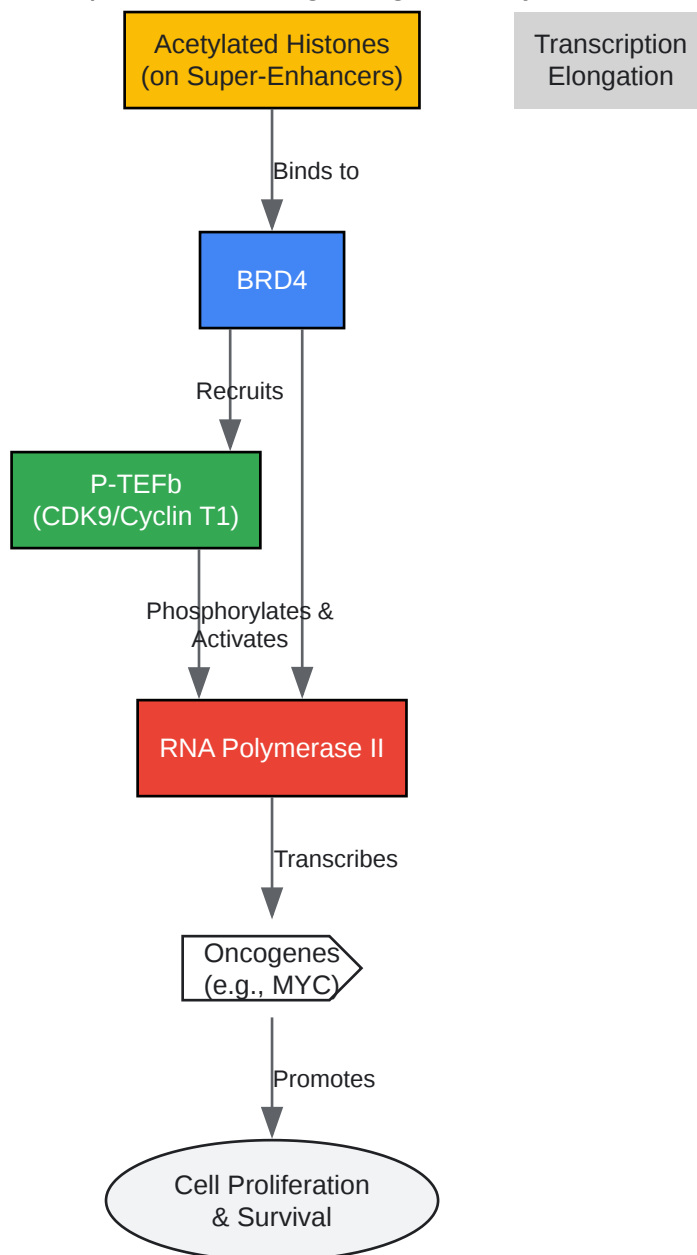 Acetylated Histones
(on Super-Enhancers)
Transcription
Elongation
Binds to
BRD4
Recruits
P-TEFb
(CDK9/Cyclin T1)
Phosphorylates &
Activates
RNA Polymerase II
Transcribes
Oncogenes
(e.g., MYC)
Promotes
Cell Proliferation
& Survival